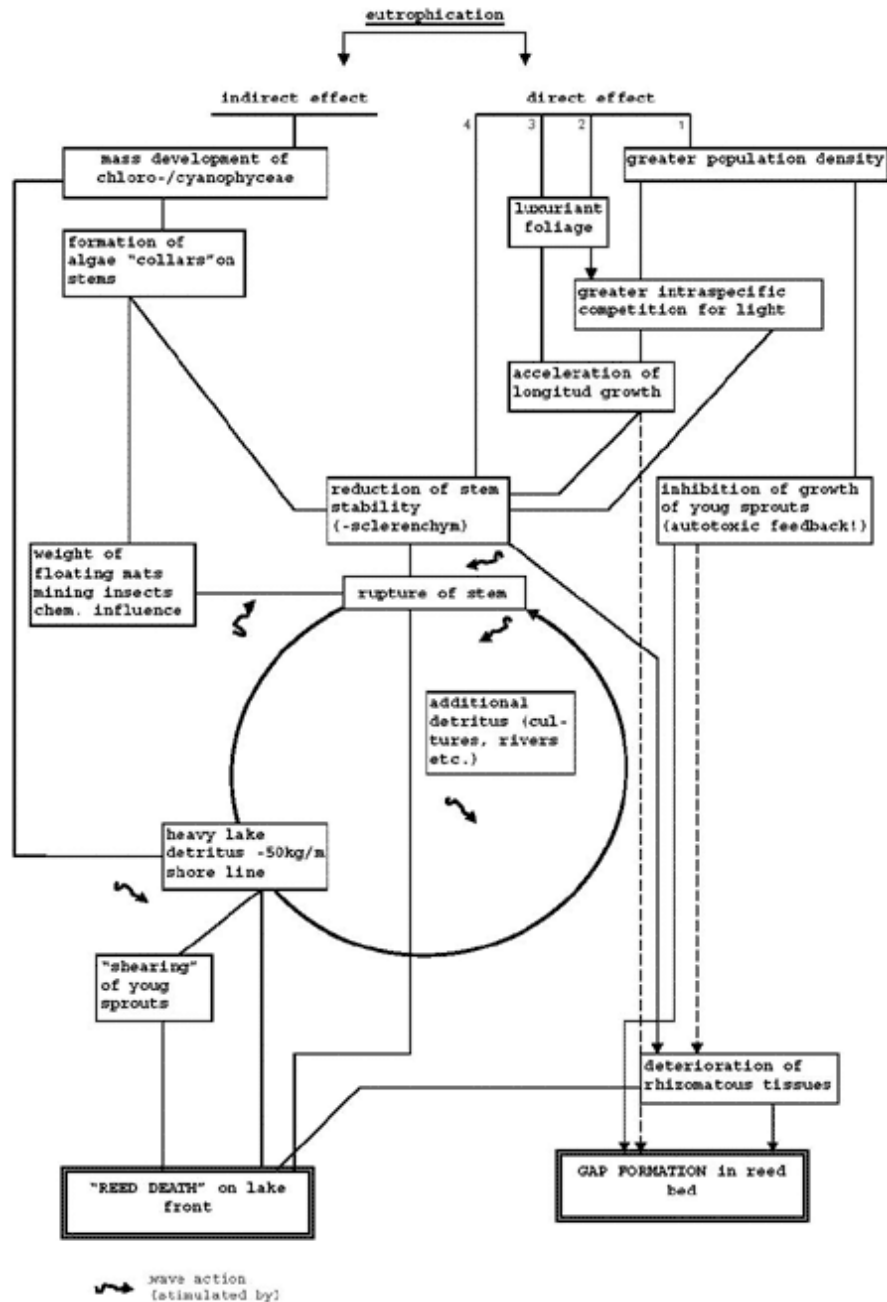 eutrophication
indirect effect
direct effect
4
3
2
1
mass development of
chloro-/cyanophyceae
greater population density
luxuriant
foliage
formation of
algae "collars"on
stems
greater intraspecific
competition for light
acceleration of
longitud growth
reduction of stem
stability
(-sclerenchym)
inhibition of growth
of youg sprouts
(autotoxic feedback!)
weight of
floating mats
mining insects
chem. influence
rupture of stem
additional
detritus (cul-
tures, rivers
etc.)
heavy lake
detritus -50kg/m
shore line
"shearing"
of youg
sprouts
deterioration of
rhizomatous tissues
"REED DEATH" on lake
front
GAP FORMATION in reed
bed
wave action
(stimulated by)